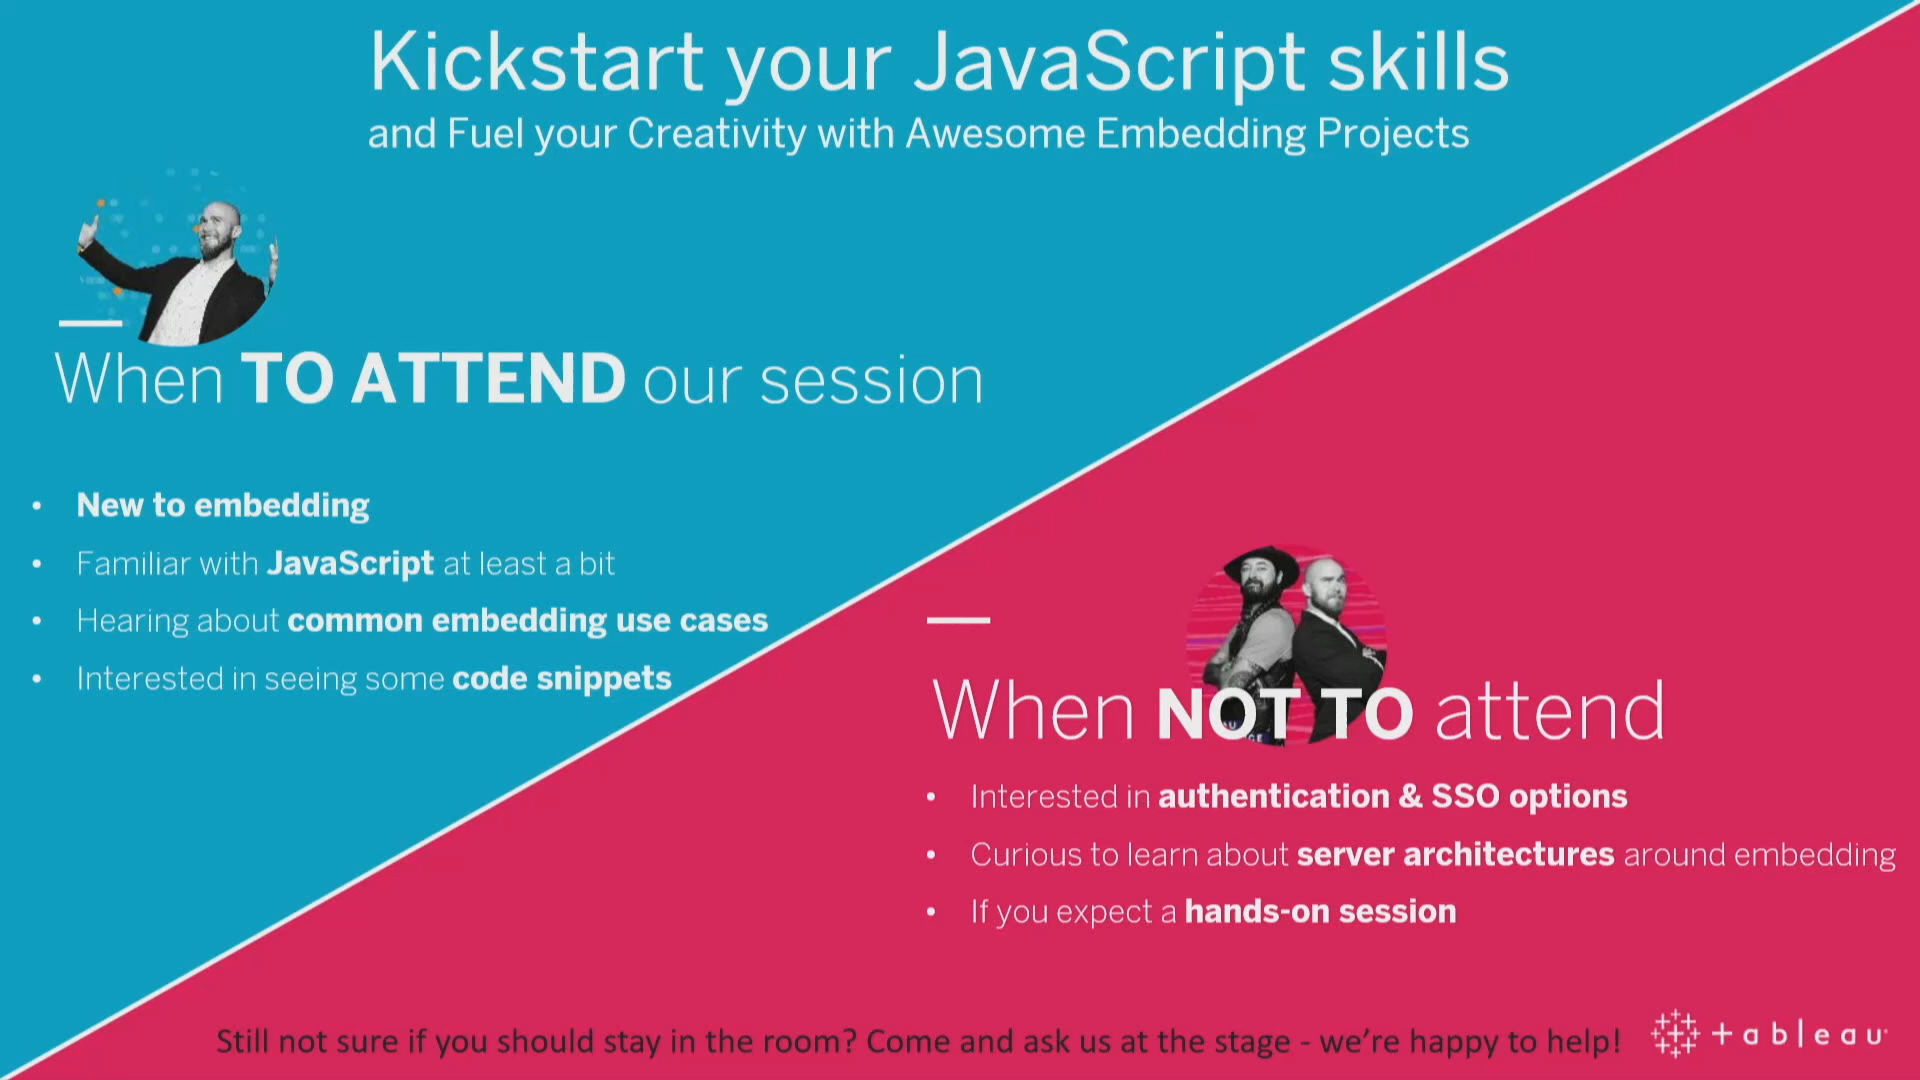 Kickstart your JavaScript skills
and Fuel your Creativity with Awesome Embedding Projects
When TO ATTEND our session
• New to embedding
• Familiar with JavaScript at least a bit
• Hearing about common embedding use cases
• Interested in seeing some code snippets
When NOT TO attend
• Interested in authentication & SSO options
• Curious to learn about server architectures around embedding
• If you expect a hands-on session
Still not sure if you should stay in the room? Come and ask us at the stage - we’re happy to help!
+ableau